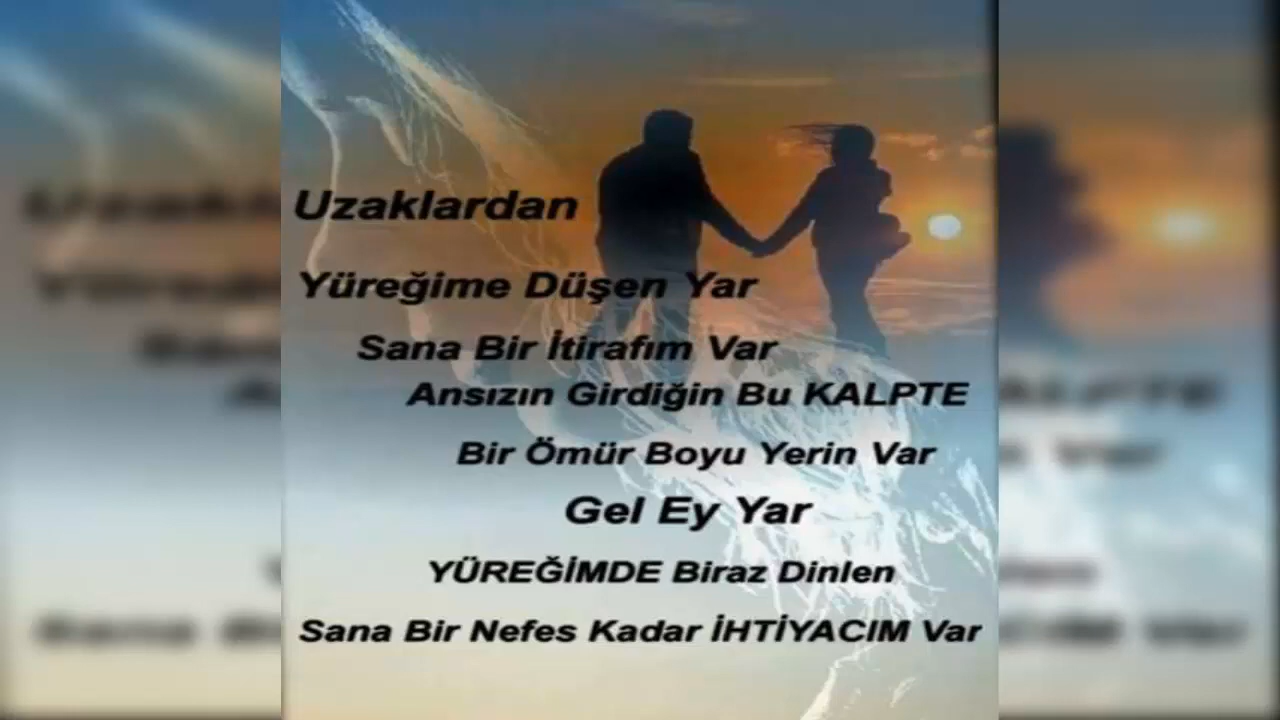 Uzaklardan
Yüreğime Düşen Yar
Sana Bir İtirafım Var
Ansızın Girdiğin Bu KALPTE
Bir Ömür Boyu Yerin Var
Gel Ey Yar
YÜREĞİMDE Biraz Dinlen
Sana Bir Nefes Kadar İHTİYACIM Var